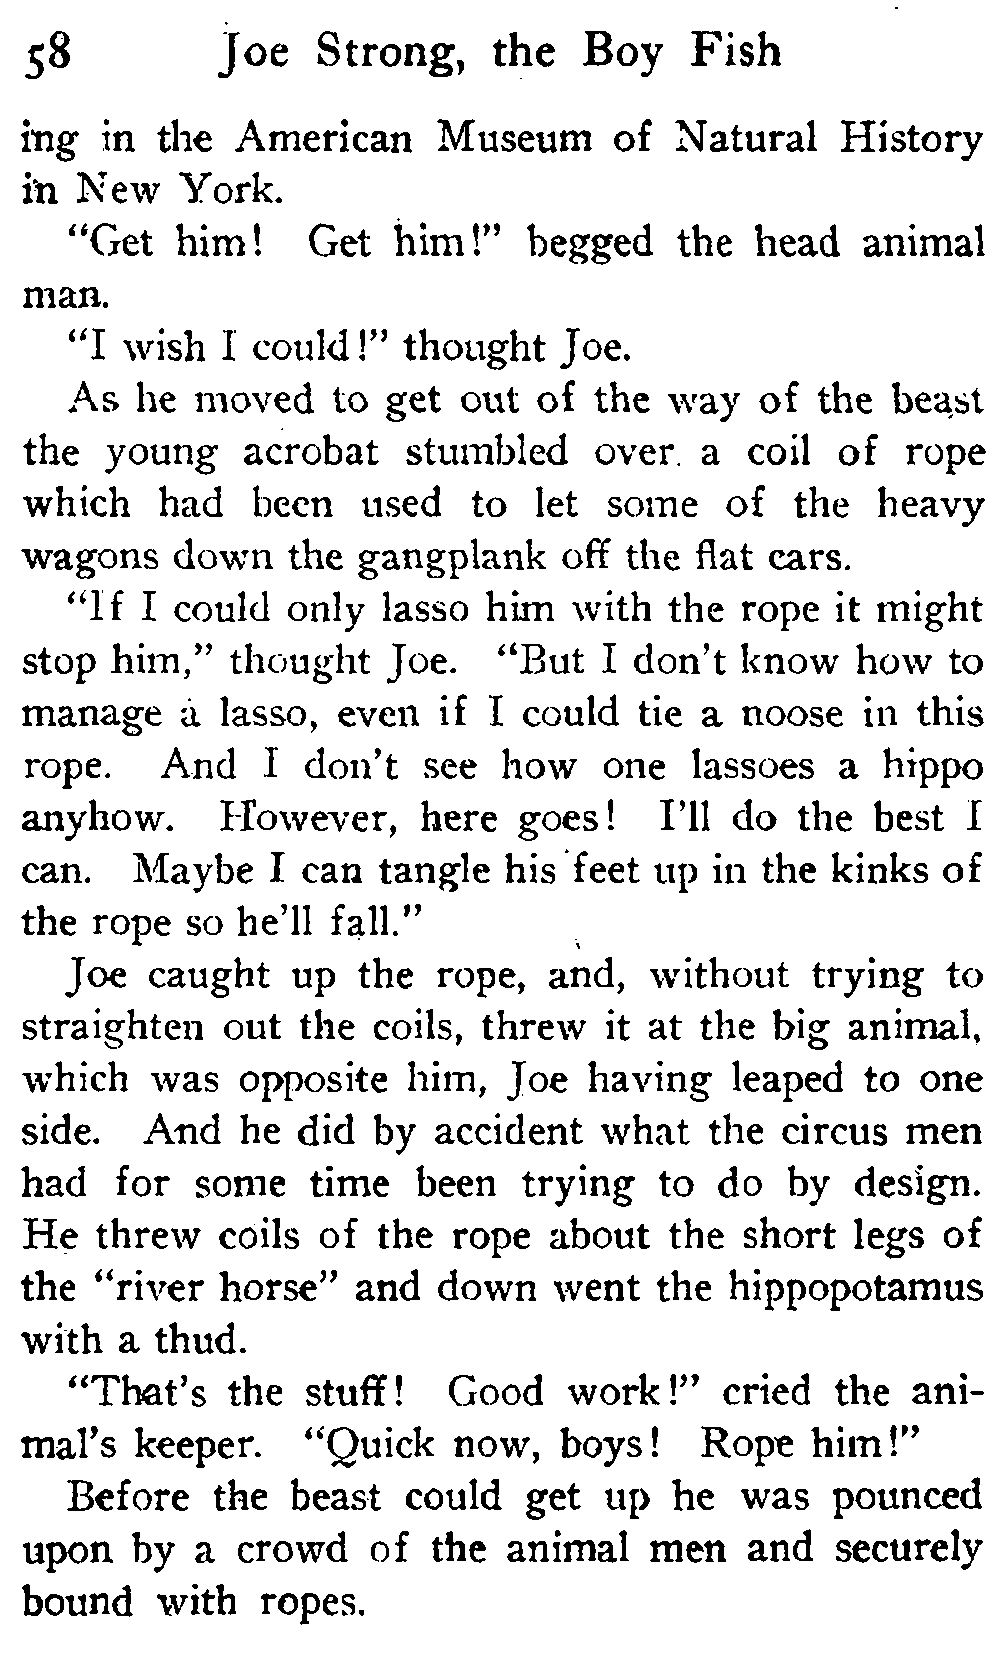 58 Joe Strong, the Boy Fish
ing in the American Museum of Natural History
in New York.
"Get him! Get him!" begged the head animal
man.
"I wish I could!" thought Joe.
As he moved to get out of the way of the beast
the young acrobat stumbled over a coil of rope
which had been used to let some of the heavy
wagons down the gangplank off the flat cars.
"If I could only lasso him with the rope it might
stop him," thought Joe. "But I don't know how to
manage a lasso, even if I could tie a noose in this
rope. And I don't see how one lassoes a hippo
anyhow. However, here goes! I'll do the best I
can. Maybe I can tangle his feet up in the kinks of
the rope so he'll fall."
Joe caught up the rope, and, without trying to
straighten out the coils, threw it at the big animal,
which was opposite him, Joe having leaped to one
side. And he did by accident what the circus men
had for some time been trying to do by design.
He threw coils of the rope about the short legs of
the "river horse" and down went the hippopotamus
with a thud.
"That's the stuff! Good work!" cried the ani-
mal's keeper. "Quick now, boys! Rope him!"
Before the beast could get up he was pounced
upon by a crowd of the animal men and securely
bound with ropes.